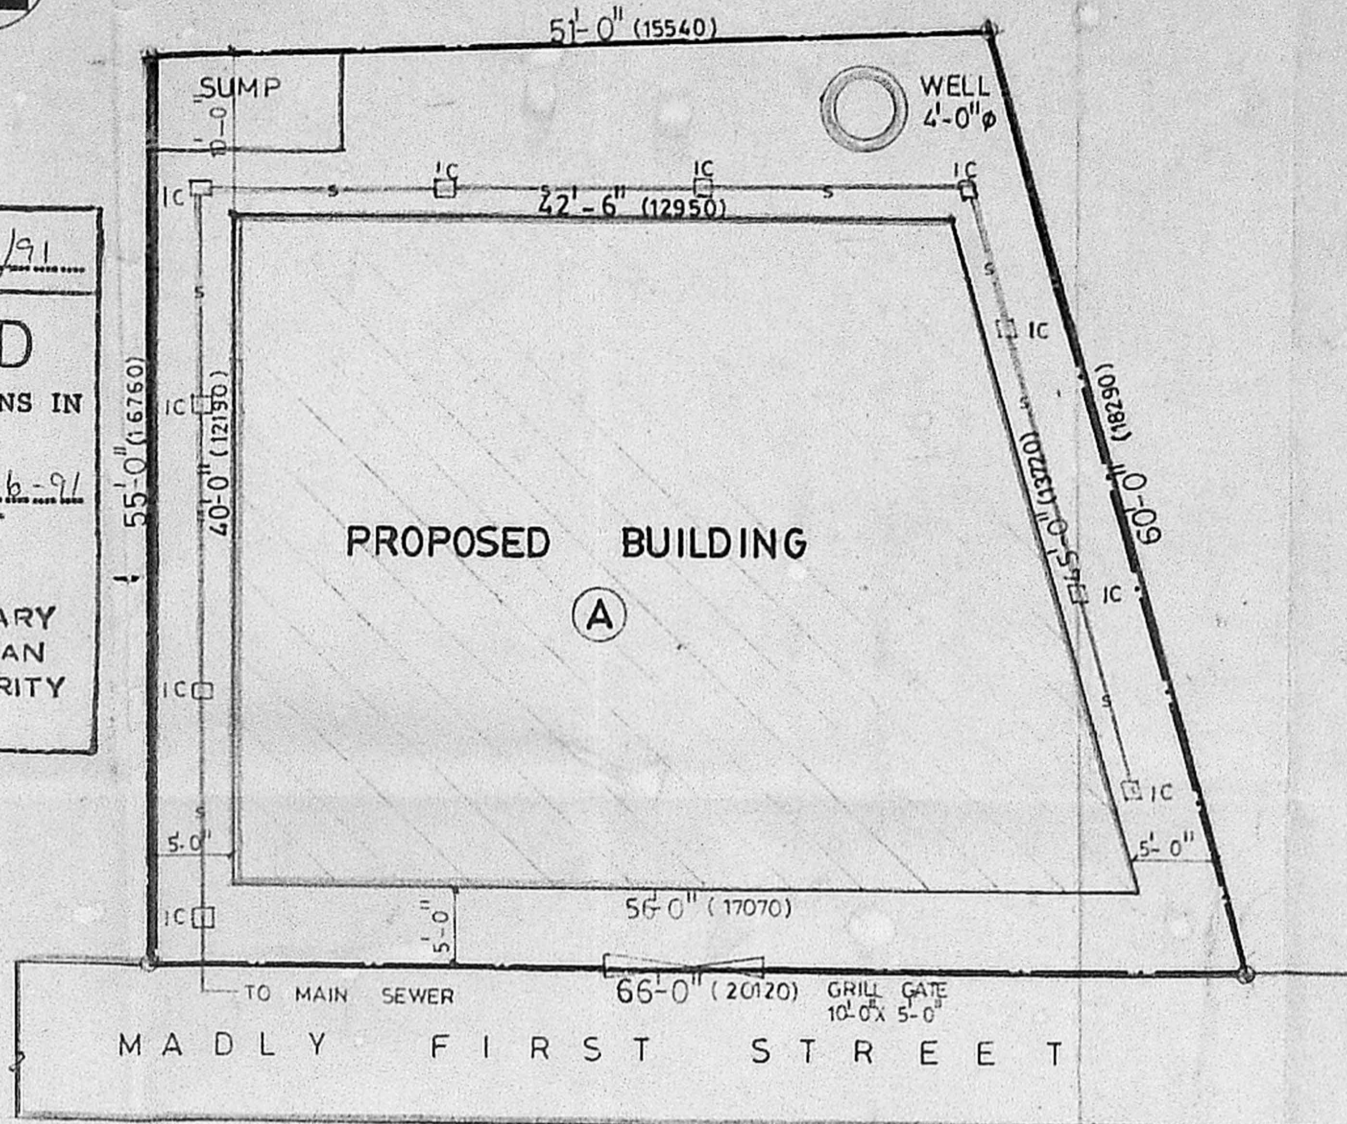 51'-0" (15540)
SUMP
10'-0"
WELL
4'-0"ø
IC
IC
IC
IC
42'-6" (12950)
S
S
S
/91
D
NS IN
6-91
ARY
AN
RITY
55'-0" (16760)
S
IC
40'-0" (12190)
IC
S
5'-0"
IC
S
IC
S
45'-0" (13720)
60'-0" (18290)
IC
S
IC
5'-0"
PROPOSED BUILDING
A
56'-0" (17070)
5'-0"
TO MAIN SEWER
66'-0" (20120)
GRILL GATE
10'-0" X 5'-0"
MADLY FIRST STREET